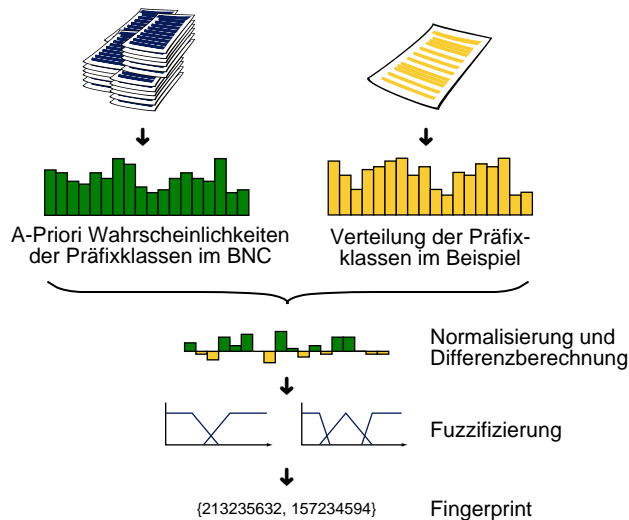 A-Priori Wahrscheinlichkeiten
der Präfixklassen im BNC
Verteilung der Präfix-
klassen im Beispiel
Normalisierung und
Differenzberechnung
Fuzzifizierung
{213235632, 157234594}
Fingerprint